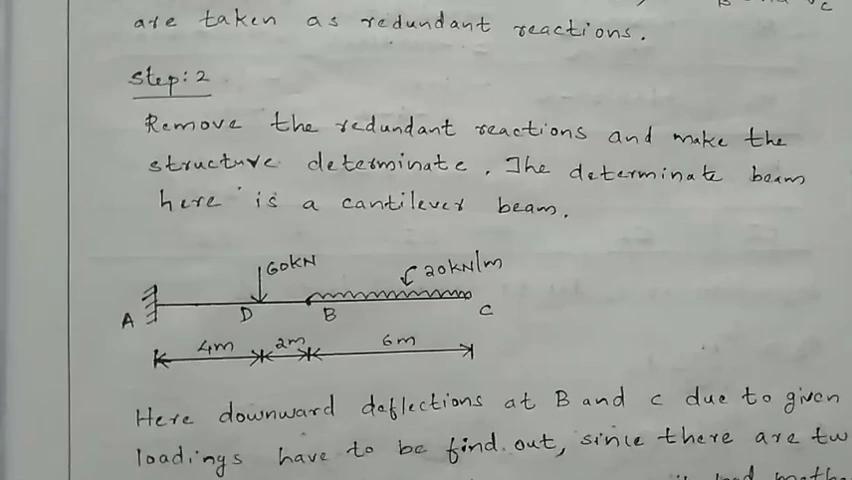 B and Vc
are taken as redundant reactions.
Step: 2
Remove the redundant reactions and make the
structure determinate. The determinate beam
here is a cantilever beam.
60kN
20kN/m
A D B C
4m 2m 6m
Here downward deflections at B and C due to given
loadings have to be find out, since there are tw